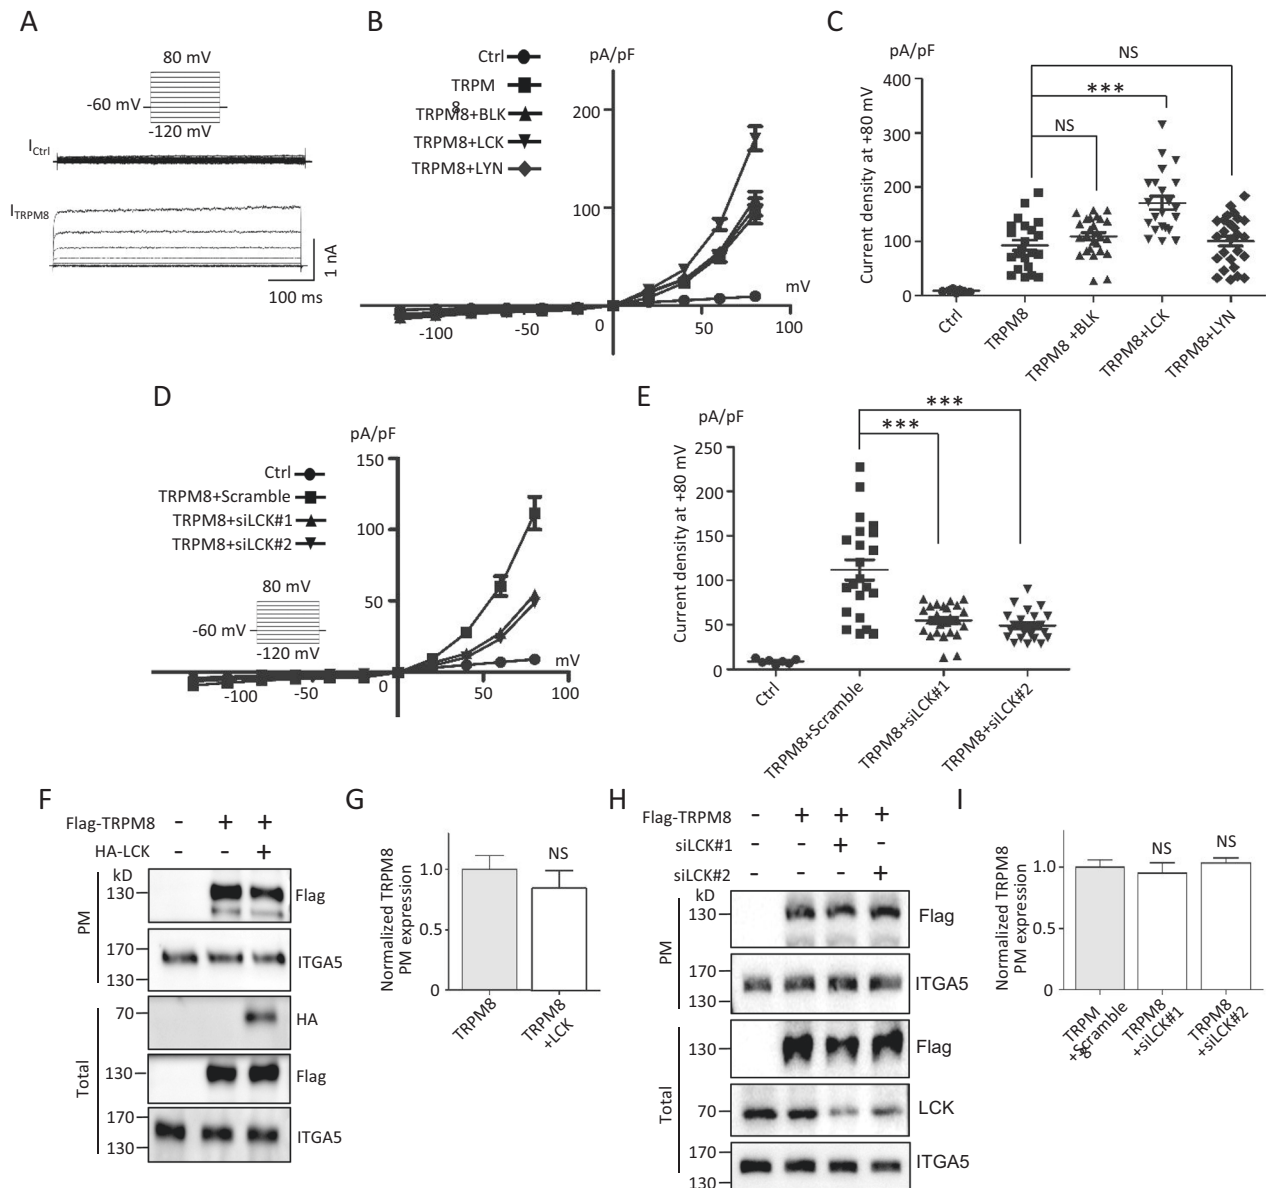 A
80 mV
-60 mV
-120 mV
ICtrl
ITRPM8
1 nA
100 ms
B
pA/pF
Ctrl
TRPM
8
TRPM8+BLK
TRPM8+LCK
TRPM8+LYN
200
100
mV
-100
-50
0
50
100
C
pA/pF
NS
***
NS
Current density at +80 mV
400
300
200
100
0
Ctrl
TRPM8
TRPM8 +BLK
TRPM8+LCK
TRPM8+LYN
D
pA/pF
150
100
50
Ctrl
TRPM8+Scramble
TRPM8+siLCK#1
TRPM8+siLCK#2
80 mV
-60 mV
-120 mV
mV
-100
-50
0
50
100
E
pA/pF
***
***
Current density at +80 mV
250
200
150
100
50
0
Ctrl
TRPM8+Scramble
TRPM8+siLCK#1
TRPM8+siLCK#2
F
Flag-TRPM8 - + +
HA-LCK - - +
kD
PM
130
Flag
170
ITGA5
130
Total
70
HA
130
Flag
170
ITGA5
130
G
Normalized TRPM8
PM expression
1.0
0.5
0
NS
TRPM8
TRPM8
+LCK
H
Flag-TRPM8 - + + +
siLCK#1 - - + -
siLCK#2 - - - +
kD
PM
130
Flag
170
ITGA5
130
Total
130
Flag
70
LCK
170
ITGA5
130
I
Normalized TRPM8
PM expression
1.0
0.5
0
NS
NS
TRPM
8
+Scramble
TRPM8
+siLCK#1
TRPM8
+siLCK#2